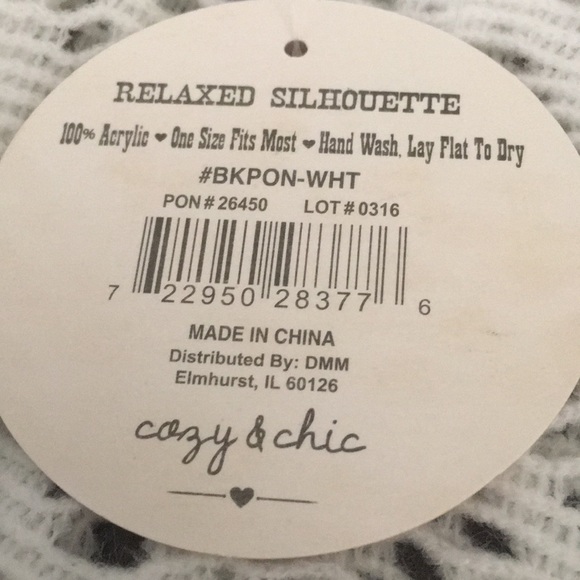 RELAXED SILHOUETTE
100% Acrylic ❤ One Size Fits Most ❤ Hand Wash, Lay Flat To Dry
#BKPON-WHT
PON# 26450 LOT# 0316
7 22950 28377 6
MADE IN CHINA
Distributed By: DMM
Elmhurst, IL 60126
cozy & chic